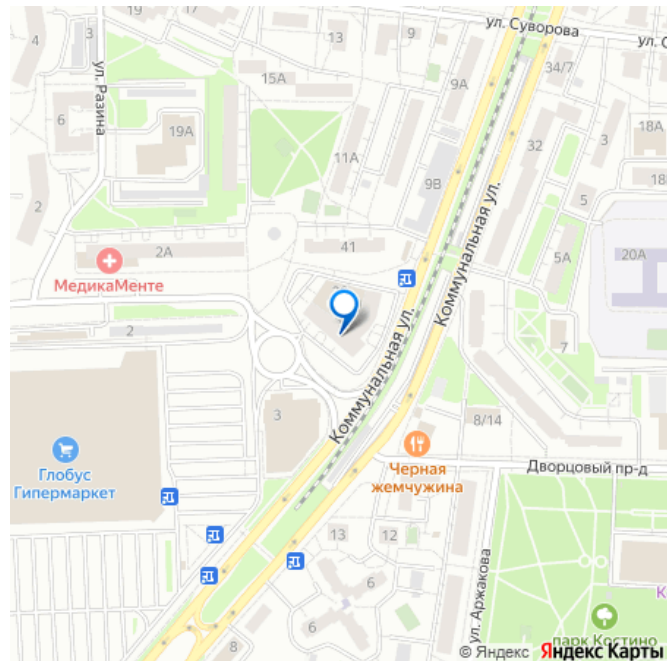 ул. Суворова
ул. С
4
3
9
13
11
34/7
15А
9А
ул. Разина
6
19А
32
3
18А
11А
9В
18
2
5
41
2А
5А
20А
МедикаМенте
Коммунальная ул.
Коммунальная ул.
2
7
3
8/14
Глобус
Гипермаркет
Черная
жемчужина
Дворцовый пр-д
13
12
6
6
ул. Аржакова
8
парк Костино
© Яндекс Яндекс Карты